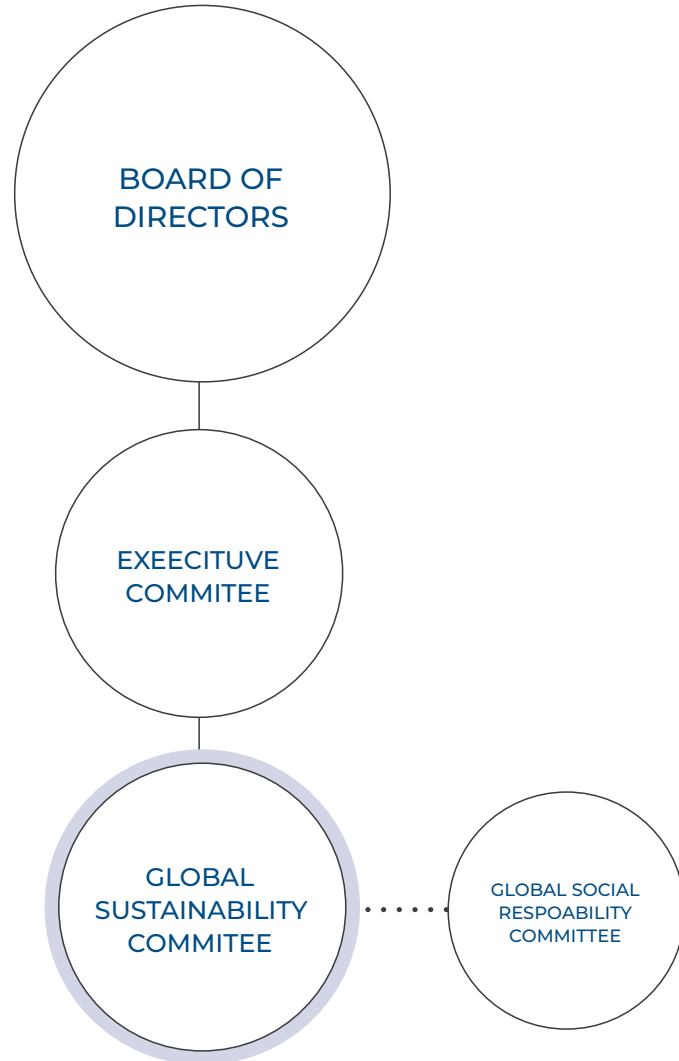 BOARD OF
DIRECTORS
EXEECITUVE
COMMITEE
GLOBAL
SUSTAINABILITY
COMMITEE
GLOBAL SOCIAL
RESPOABILITY
COMMITTEE